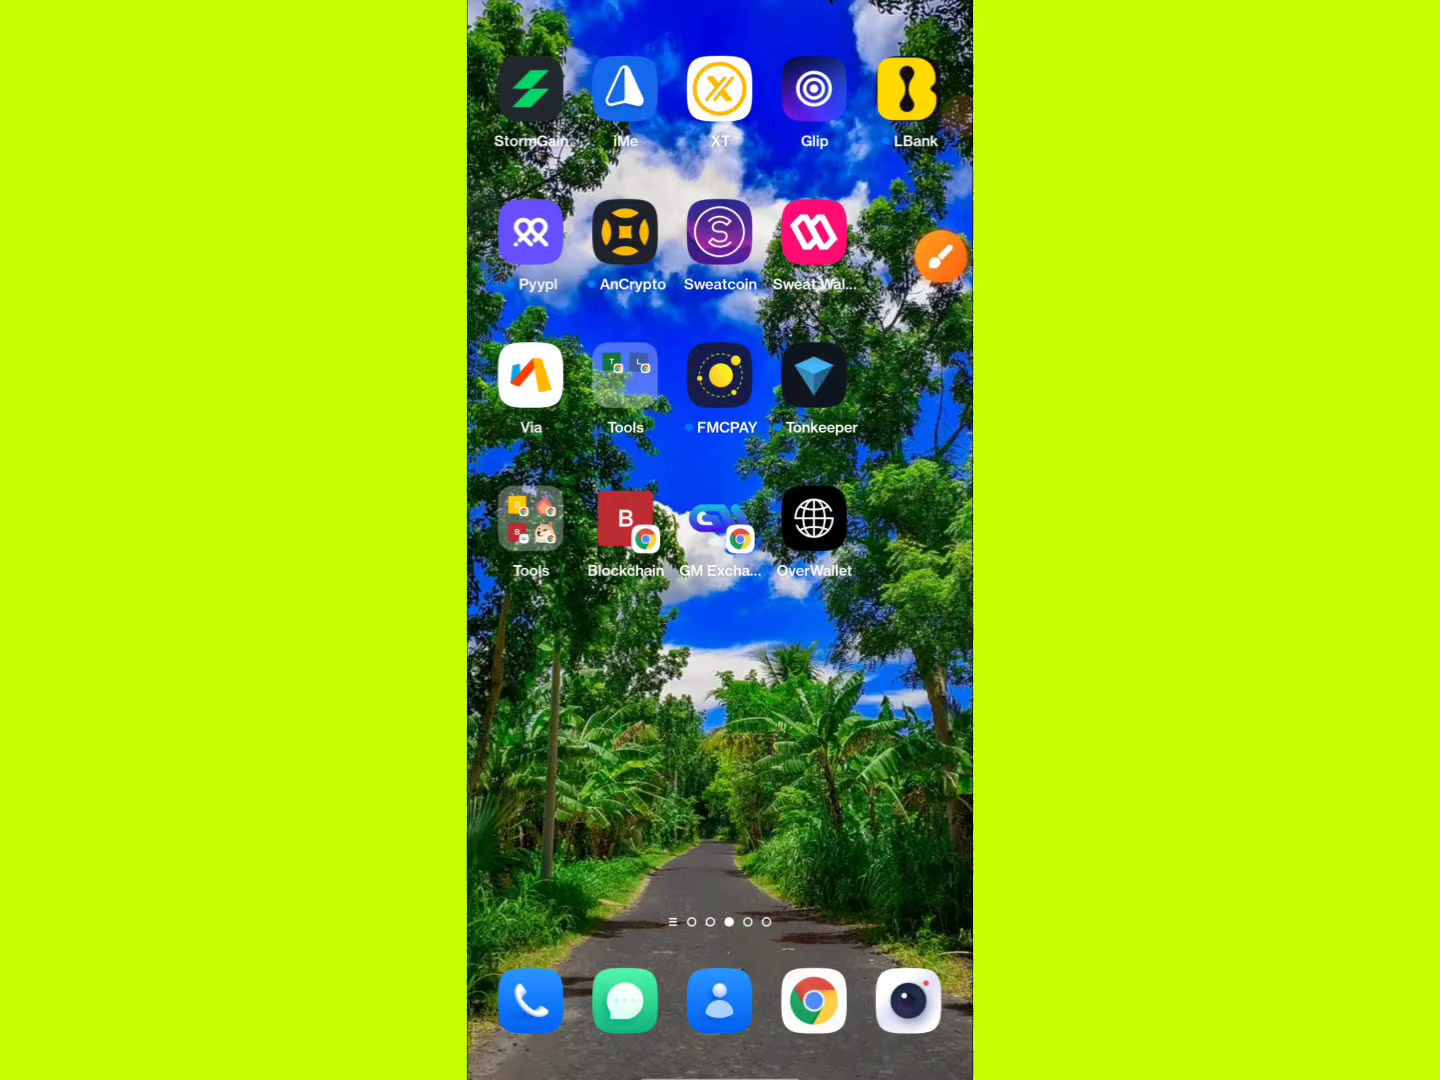 StormGain... iMe XT Glip LBank
Pyypl AnCrypto Sweatcoin Sweat Wal...
T L
Via Tools FMCPAY Tonkeeper
B
B
Tools Blockchain GM Excha... OverWallet